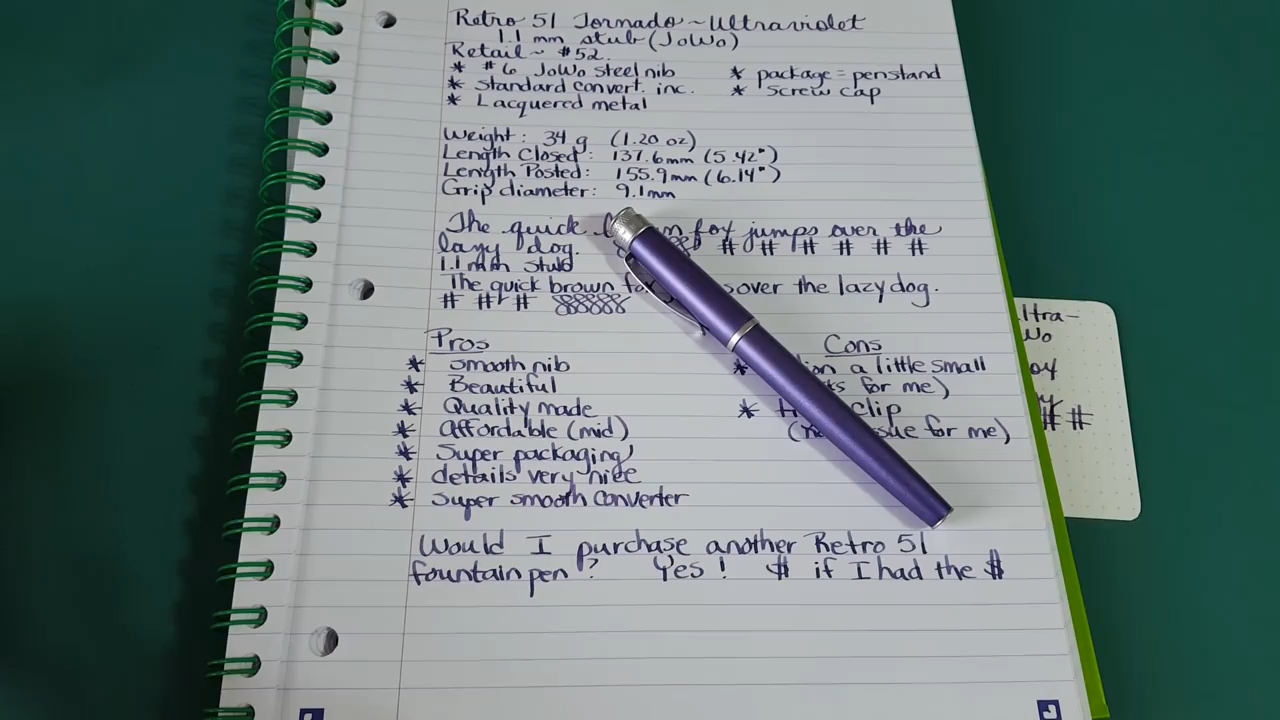 Retro 51 Tornado ~ Ultraviolet
1.1 mm stub (JoWo)
Retail ~ $52.
* #6 JoWo steel nib * package = penstand
* standard convert. inc. * screw cap
* Lacquered metal
Weight: 34 g (1.20 oz)
Length Closed: 137.6mm (5.42")
Length Posted: 155.9mm (6.14")
Grip diameter: 9.1mm
The quick fox jumps over the
lazy dog. # # # # # #
1.1 mm stub
The quick brown over the lazy dog.
# # # 88888
Pros Cons
* smooth nib * a little small
* Beautiful for me)
* Quality made * clip
* Affordable (mid) for me)
* Super packaging
* details very nice
* Super smooth converter
Would I purchase another Retro 51
fountain pen? Yes! $ if I had the $
ltra-
Wo
# #